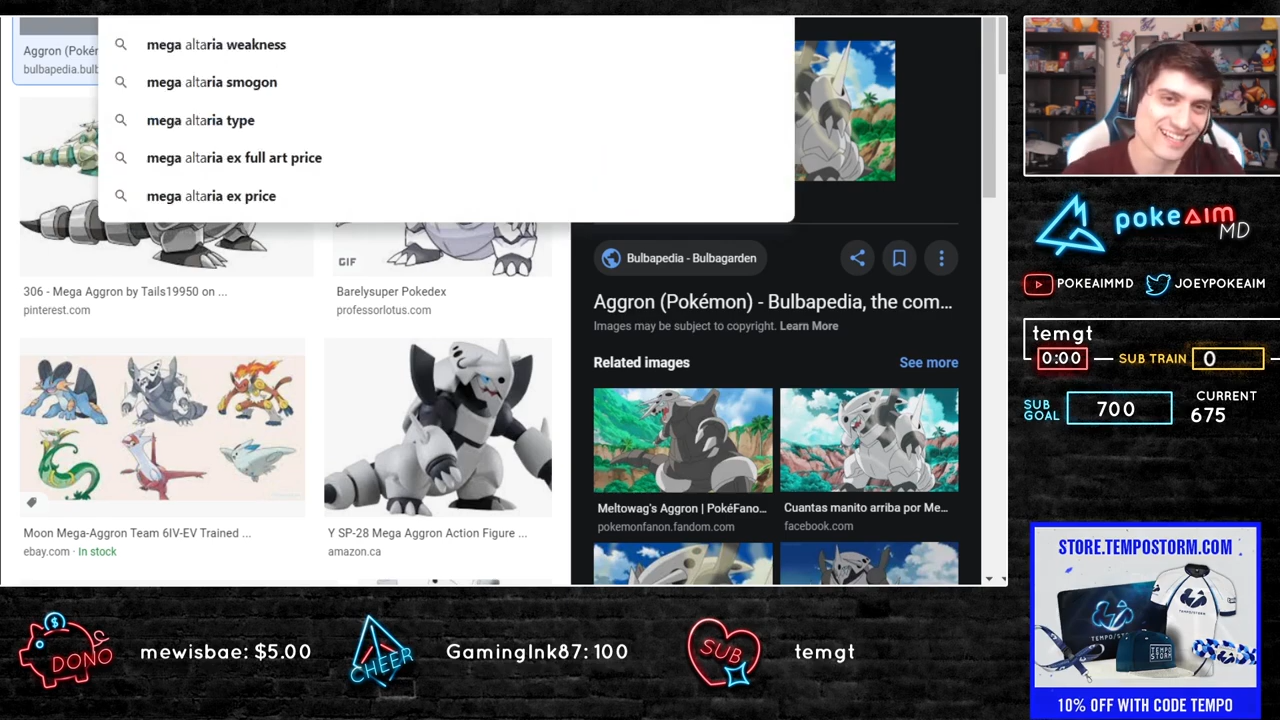 mega altaria weakness
mega altaria smogon
mega altaria type
mega altaria ex full art price
mega altaria ex price
Aggron (Pokér
bulbapedia.bulb
306 - Mega Aggron by Tails19950 on ...
pinterest.com
GIF
Barelysuper Pokedex
professorlotus.com
Moon Mega-Aggron Team 6IV-EV Trained ...
ebay.com · In stock
Y SP-28 Mega Aggron Action Figure ...
amazon.ca
Bulbapedia - Bulbagarden
Aggron (Pokémon) - Bulbapedia, the com...
Images may be subject to copyright. Learn More
Related images
See more
Meltowag's Aggron | PokéFano...
pokemonfanon.fandom.com
Cuantas manito arriba por Me...
facebook.com
pokeAIM
MD
POKEAIMMD
JOEYPOKEAIM
temgt
0:00
SUB TRAIN
0
SUB GOAL
700
CURRENT
675
STORE.TEMPOSTORM.COM
TEMPO STORM
10% OFF WITH CODE TEMPO
$
DONO
mewisbae: $5.00
CHEER
GamingInk87: 100
SUB
temgt